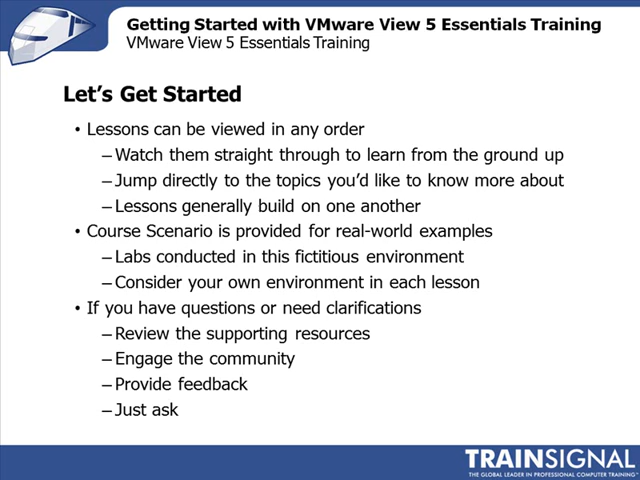 Getting Started with VMware View 5 Essentials Training
VMware View 5 Essentials Training
Let's Get Started
• Lessons can be viewed in any order
– Watch them straight through to learn from the ground up
– Jump directly to the topics you'd like to know more about
– Lessons generally build on one another
• Course Scenario is provided for real-world examples
– Labs conducted in this fictitious environment
– Consider your own environment in each lesson
• If you have questions or need clarifications
– Review the supporting resources
– Engage the community
– Provide feedback
– Just ask
TRAINSIGNAL
THE GLOBAL LEADER IN PROFESSIONAL COMPUTER TRAINING™